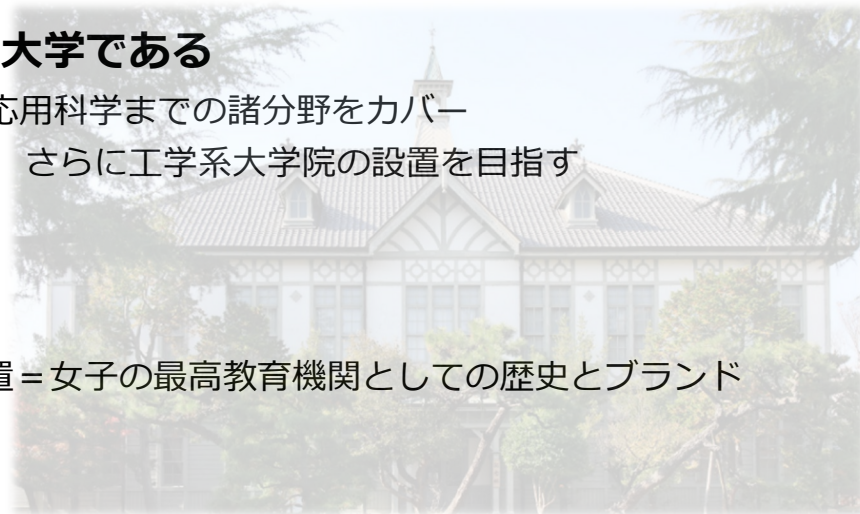 大学である
応用科学までの諸分野をカバー
さらに工学系大学院の設置を目指す
置＝女子の最高教育機関としての歴史とブランド